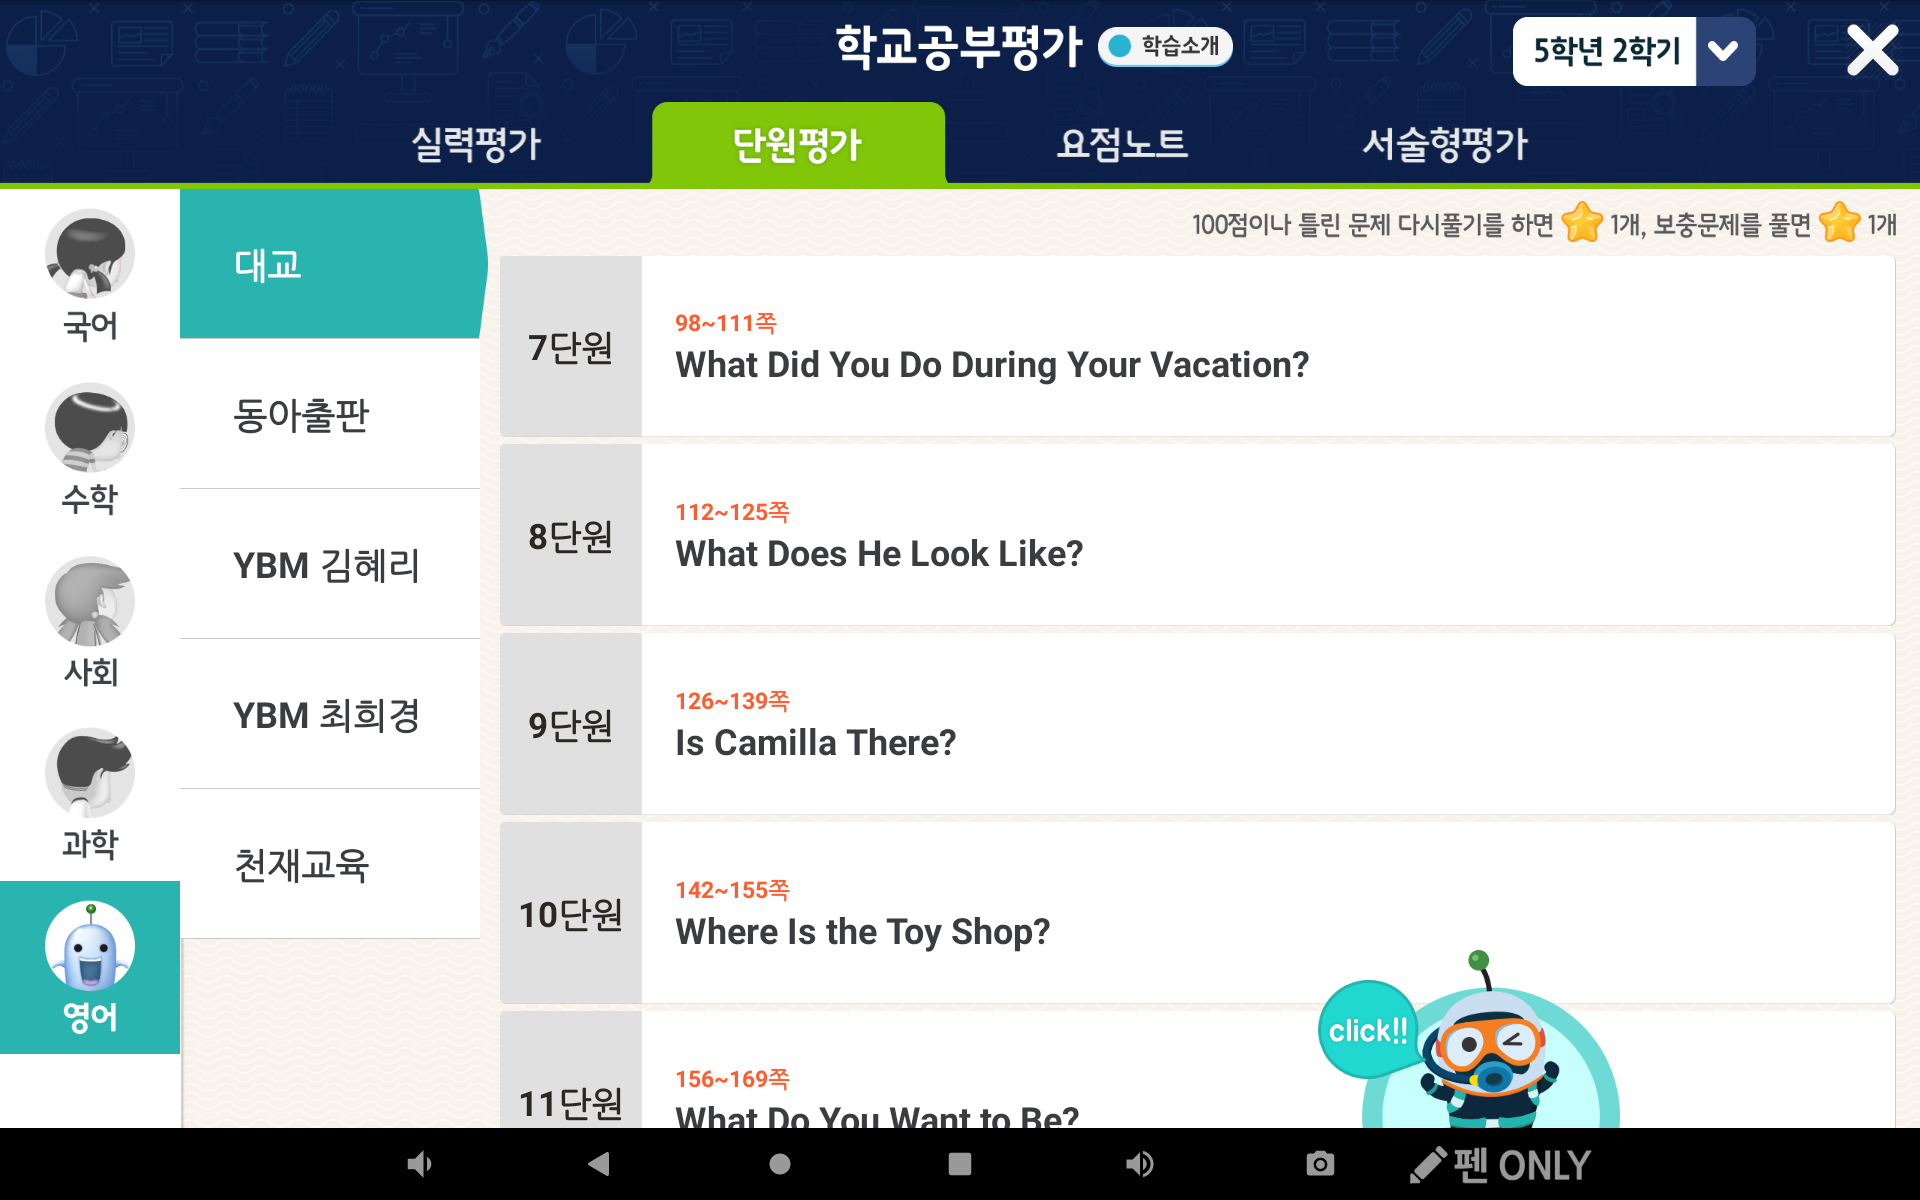 학교공부평가
학습소개
5학년 2학기
실력평가
단원평가
요점노트
서술형평가
100점이나 틀린 문제 다시풀기를 하면 1개, 보충문제를 풀면 1개
국어
수학
사회
과학
영어
대교
동아출판
YBM 김혜리
YBM 최희경
천재교육
7단원
98~111쪽
What Did You Do During Your Vacation?
8단원
112~125쪽
What Does He Look Like?
9단원
126~139쪽
Is Camilla There?
10단원
142~155쪽
Where Is the Toy Shop?
11단원
156~169쪽
What Do You Want to Be?
click!!
펜 ONLY